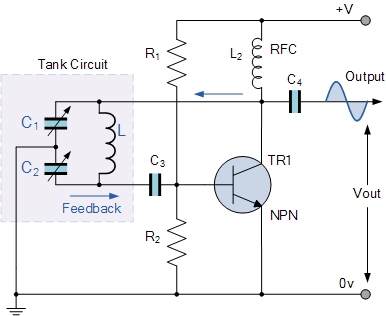 +V
R1
L2
RFC
Tank Circuit
C4
Output
C1
L
C2
C3
TR1
Feedback
Vout
NPN
R2
0v